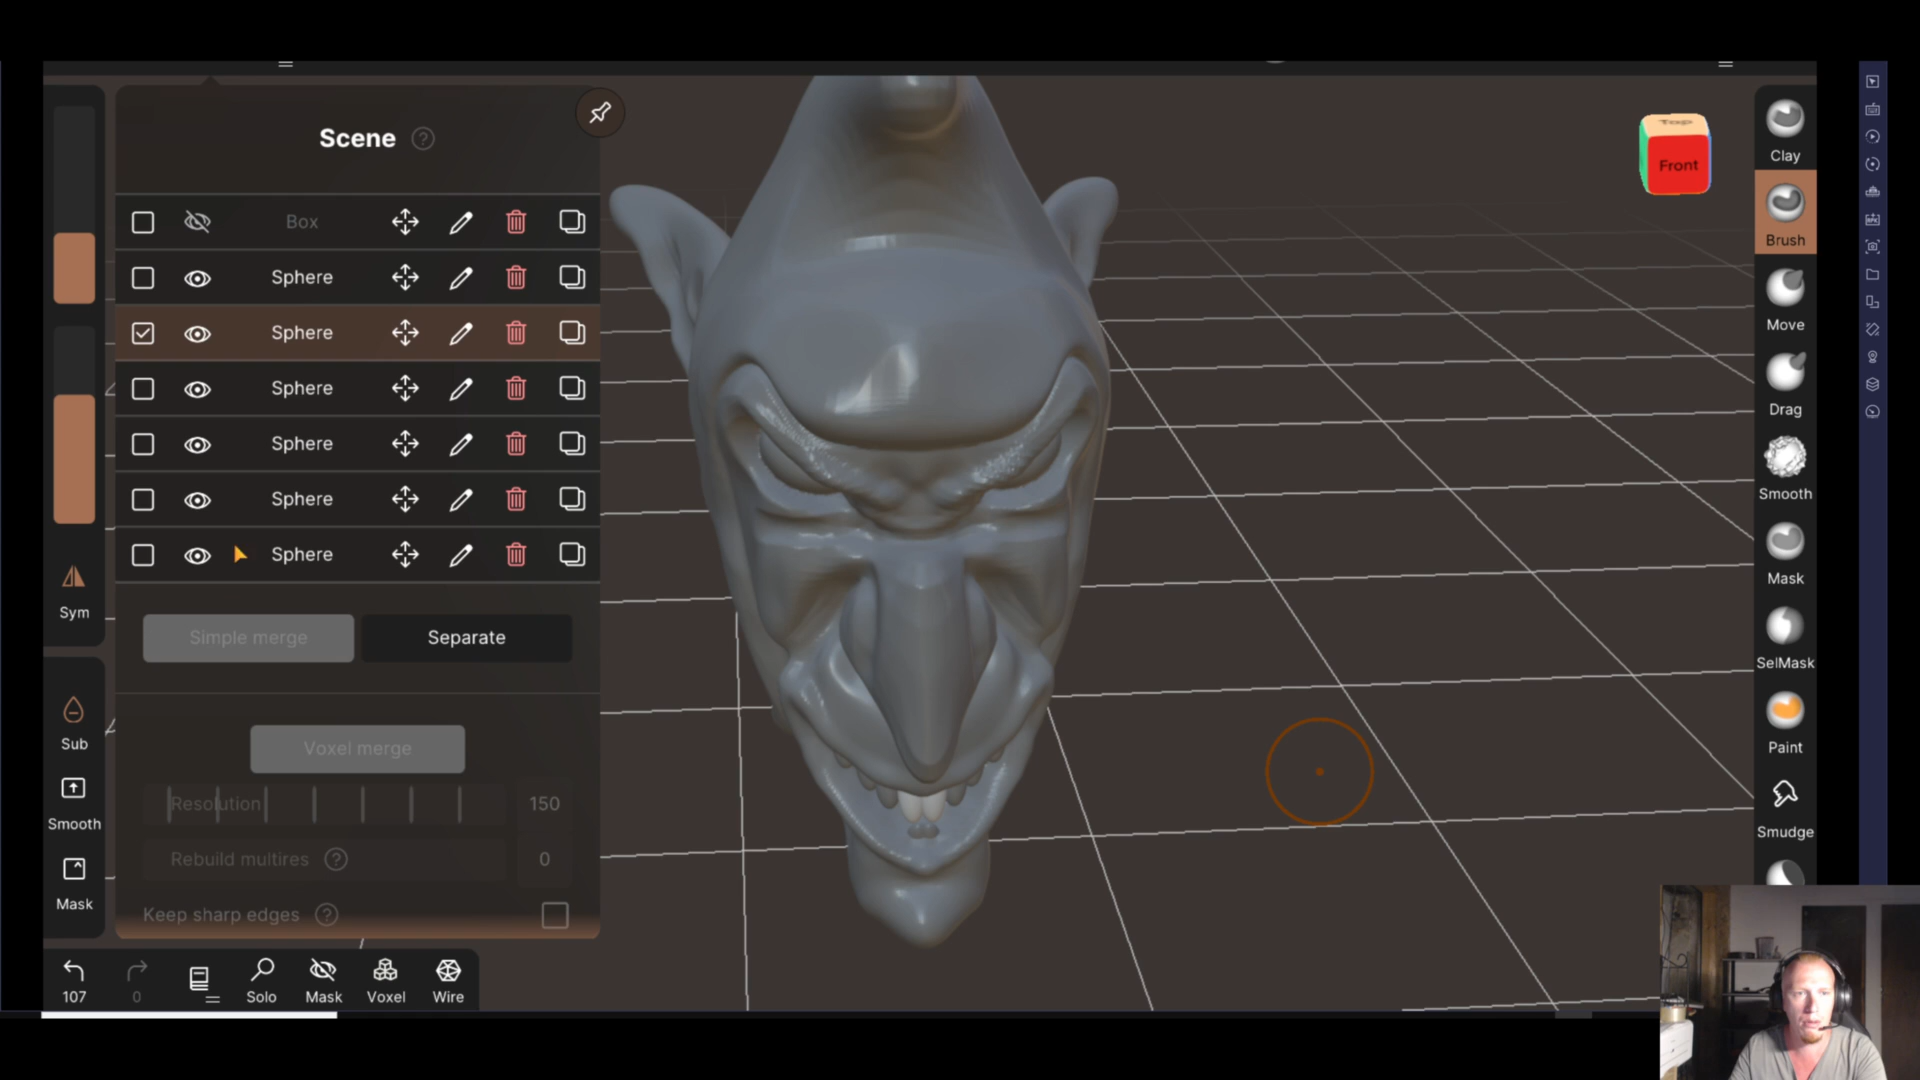 Scene ?
Box
Sphere
Sphere
Sphere
Sphere
Sphere
Sphere
Simple merge
Separate
Voxel merge
Resolution
150
Rebuild multires ?
0
Keep sharp edges ?
Sym
Sub
Smooth
Mask
107
0
Solo
Mask
Voxel
Wire
Top
Front
Clay
Brush
Move
Drag
Smooth
Mask
SelMask
Paint
Smudge